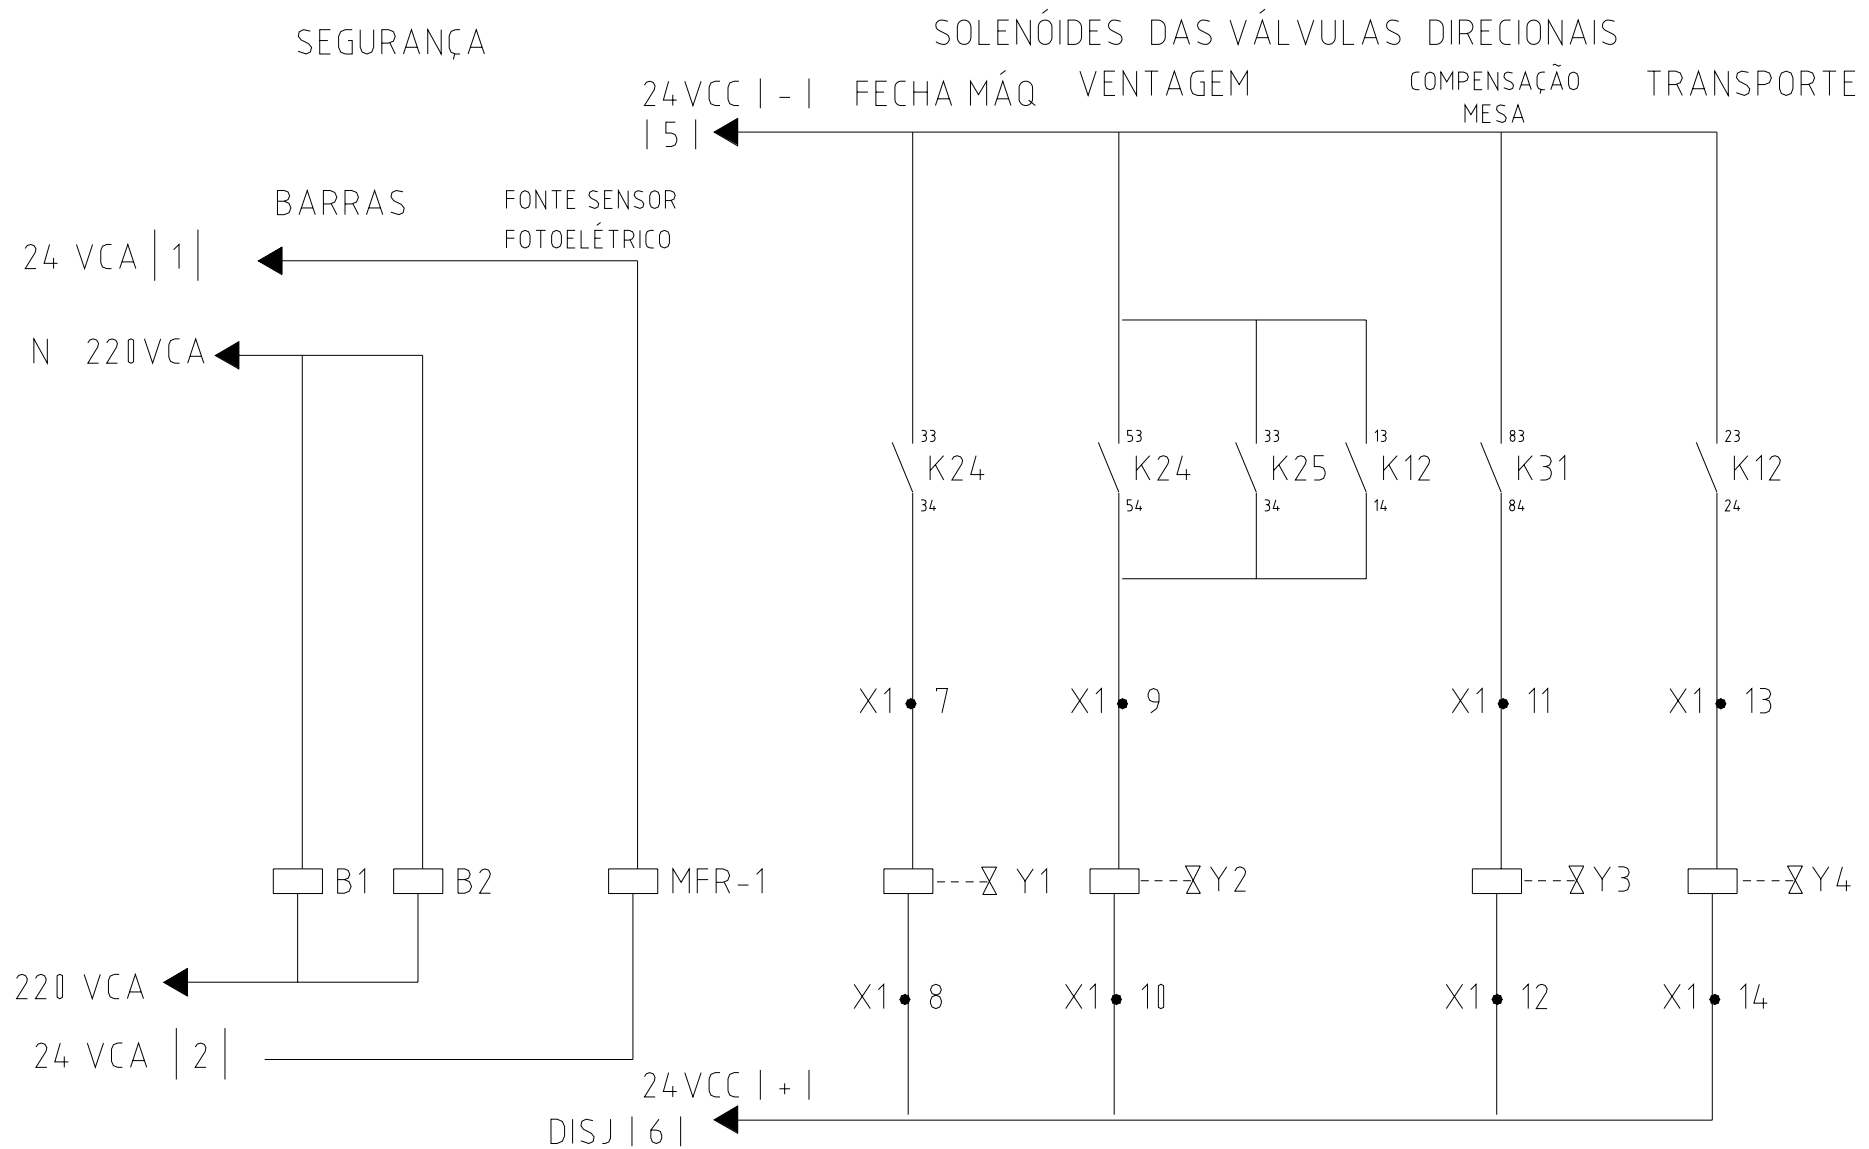 SEGURANÇA
SOLENÓIDES DAS VÁLVULAS DIRECIONAIS
24VCC | - |
| 5 |
FECHA MÁQ
VENTAGEM
COMPENSAÇÃO
MESA
TRANSPORTE
BARRAS
FONTE SENSOR
FOTOELÉTRICO
24 VCA | 1 |
N 220VCA
33
K24
34
53
K24
54
33
K25
34
13
K12
14
83
K31
84
23
K12
24
X1 7
X1 9
X1 11
X1 13
B1
B2
MFR-1
Y1
Y2
Y3
Y4
220 VCA
X1 8
X1 10
X1 12
X1 14
24 VCA | 2 |
24VCC | + |
DISJ | 6 |